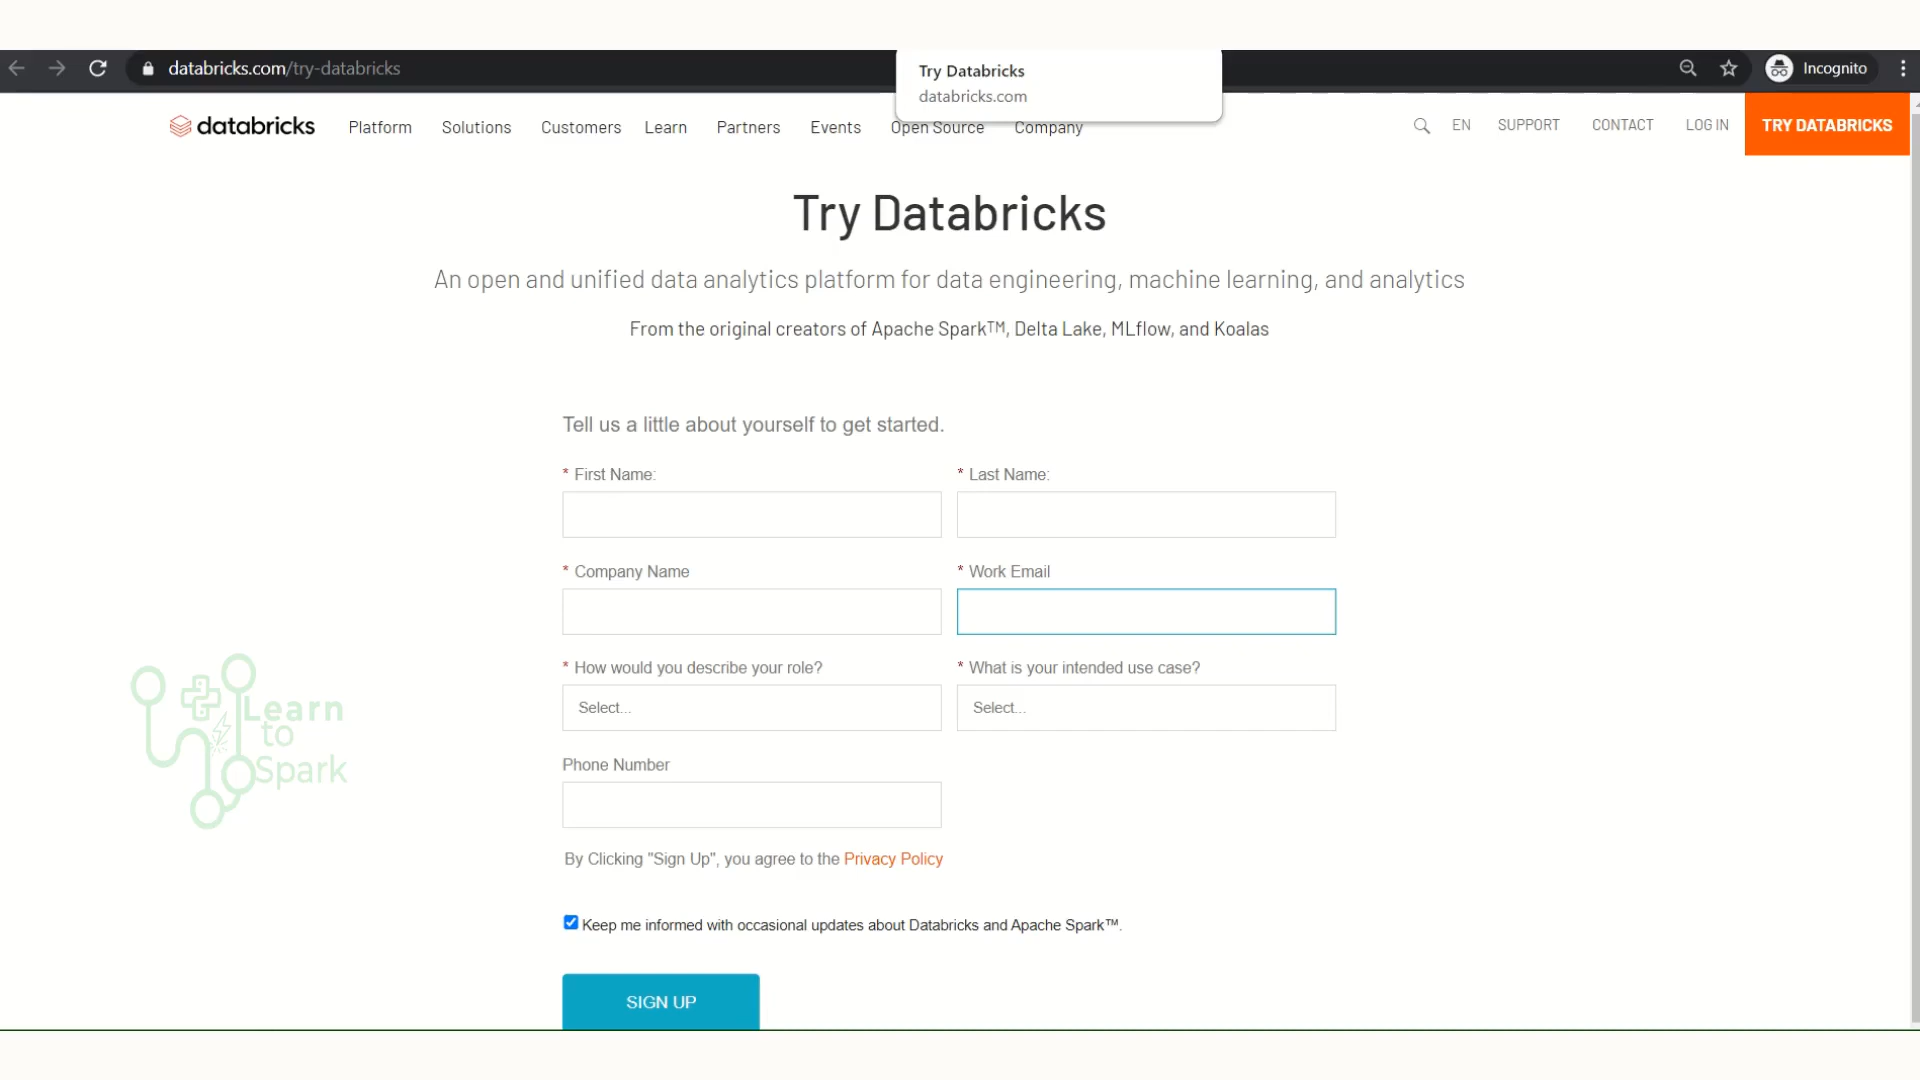 databricks.com/try-databricks
Try Databricks
databricks.com
Incognito
databricks
Platform
Solutions
Customers
Learn
Partners
Events
Open Source
Company
EN
SUPPORT
CONTACT
LOG IN
TRY DATABRICKS
Try Databricks
An open and unified data analytics platform for data engineering, machine learning, and analytics
From the original creators of Apache Spark™, Delta Lake, MLflow, and Koalas
Tell us a little about yourself to get started.
* First Name:
* Last Name:
* Company Name
* Work Email
* How would you describe your role?
* What is your intended use case?
Select...
Select...
Phone Number
By Clicking "Sign Up", you agree to the Privacy Policy
Keep me informed with occasional updates about Databricks and Apache Spark™.
SIGN UP
Learn
to
Spark